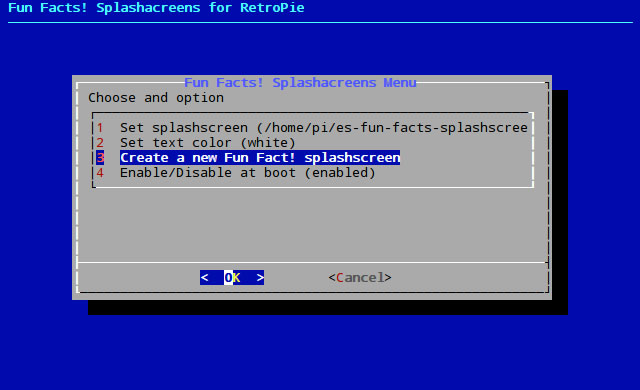 Fun Facts! Splashacreens for RetroPie
Fun Facts! Splashacreens Menu
Choose and option
1 Set splashscreen (/home/pi/es-fun-facts-splashscree
2 Set text color (white)
3 Create a new Fun Fact! splashscreen
4 Enable/Disable at boot (enabled)
< OK > <Cancel>